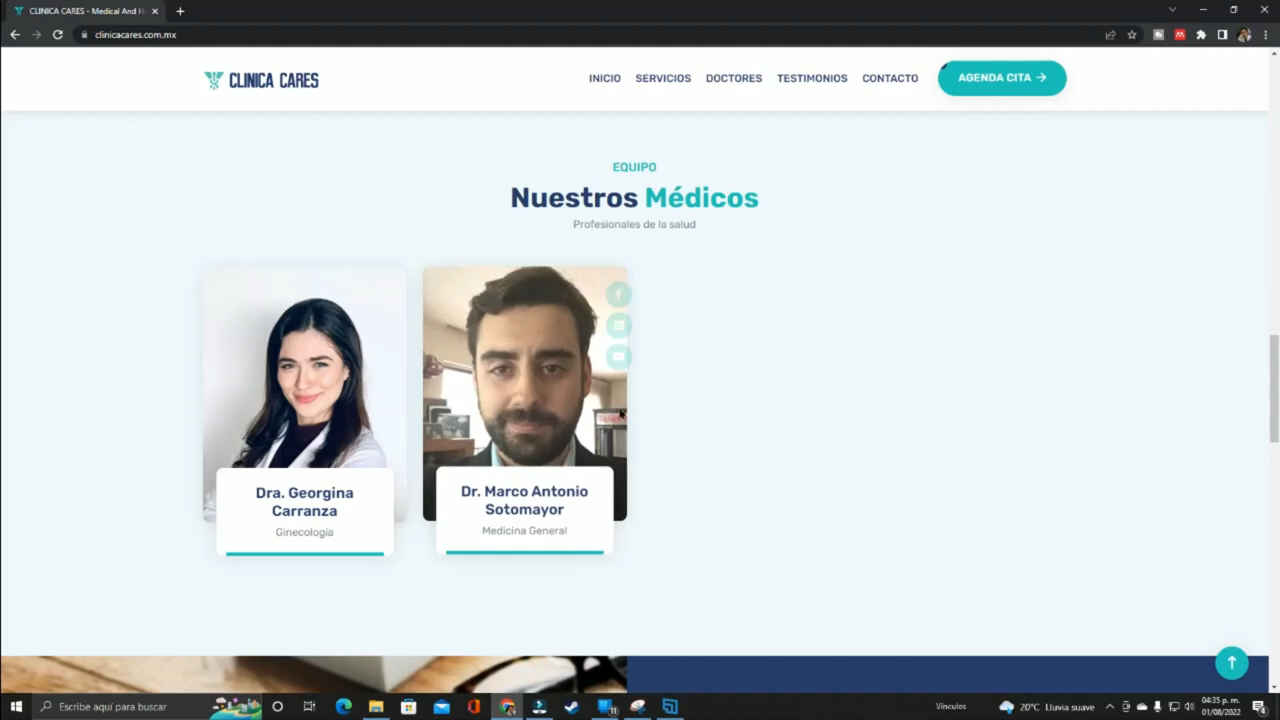 CLINICA CARES - Medical And H
clinicacares.com.mx
CLINICA CARES
INICIO SERVICIOS DOCTORES TESTIMONIOS CONTACTO AGENDA CITA
EQUIPO
Nuestros Médicos
Profesionales de la salud
Dra. Georgina
Carranza
Ginecología
Dr. Marco Antonio
Sotomayor
Medicina General
Escribe aquí para buscar
Vínculos
20°C Lluvia suave
04:35 p. m.
01/08/2022